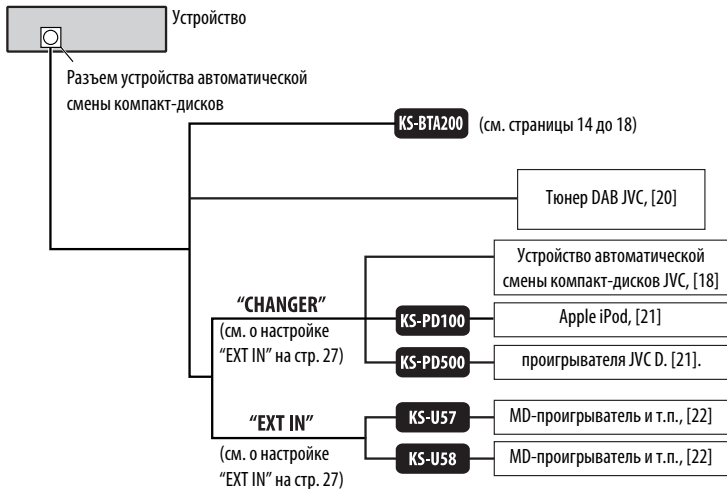 Устройство
Разъем устройства автоматической
смены компакт-дисков
KS-BTA200 (см. страницы 14 до 18)
Тюнер DAB JVC, [20]
Устройство автоматической
смены компакт-дисков JVC, [18]
“CHANGER”
(см. о настройке
“EXT IN” на стр. 27)
KS-PD100
Apple iPod, [21]
KS-PD500
проигрывателя JVC D. [21].
“EXT IN”
(см. о настройке
“EXT IN” на стр. 27)
KS-U57
MD-проигрыватель и т.п., [22]
KS-U58
MD-проигрыватель и т.п., [22]